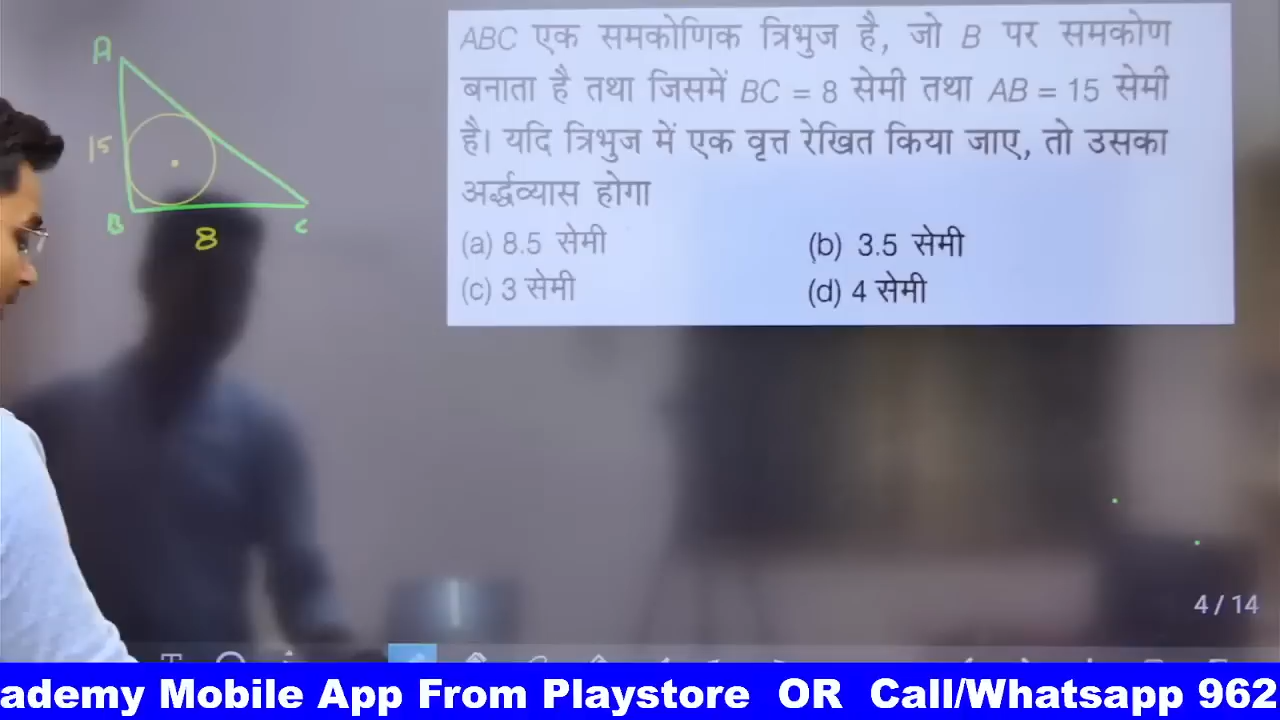 A
15
B
8
C
ABC एक समकोणिक त्रिभुज है, जो B पर समकोण
बनाता है तथा जिसमें BC = 8 सेमी तथा AB = 15 सेमी
है। यदि त्रिभुज में एक वृत्त रेखित किया जाए, तो उसका
अर्द्धव्यास होगा
(a) 8.5 सेमी (b) 3.5 सेमी
(c) 3 सेमी (d) 4 सेमी
4 / 14
ademy Mobile App From Playstore OR Call/Whatsapp 962